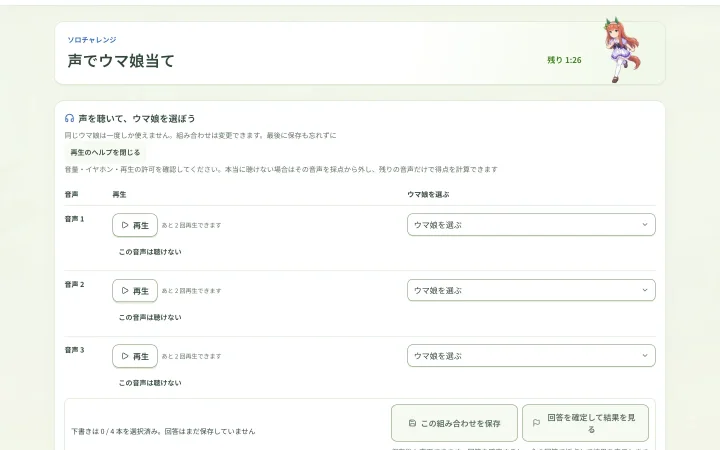 ソロチャレンジ
声でウマ娘当て
残り 1:26
声を聴いて、ウマ娘を選ぼう
同じウマ娘は一度しか使えません。組み合わせは変更できます。最後に保存も忘れずに
再生のヘルプを閉じる
音量・イヤホン・再生の許可を確認してください。本当に聴けない場合はその音声を採点から外し、残りの音声だけで得点を計算できます
音声 再生 ウマ娘を選ぶ
音声 1 再生 あと 2 回再生できます ウマ娘を選ぶ
この音声は聴けない
音声 2 再生 あと 2 回再生できます ウマ娘を選ぶ
この音声は聴けない
音声 3 再生 あと 2 回再生できます ウマ娘を選ぶ
この音声は聴けない
下書きは 0 / 4 本を選択済み。回答はまだ保存していません
この組み合わせを保存
回答を確定して結果を見
る